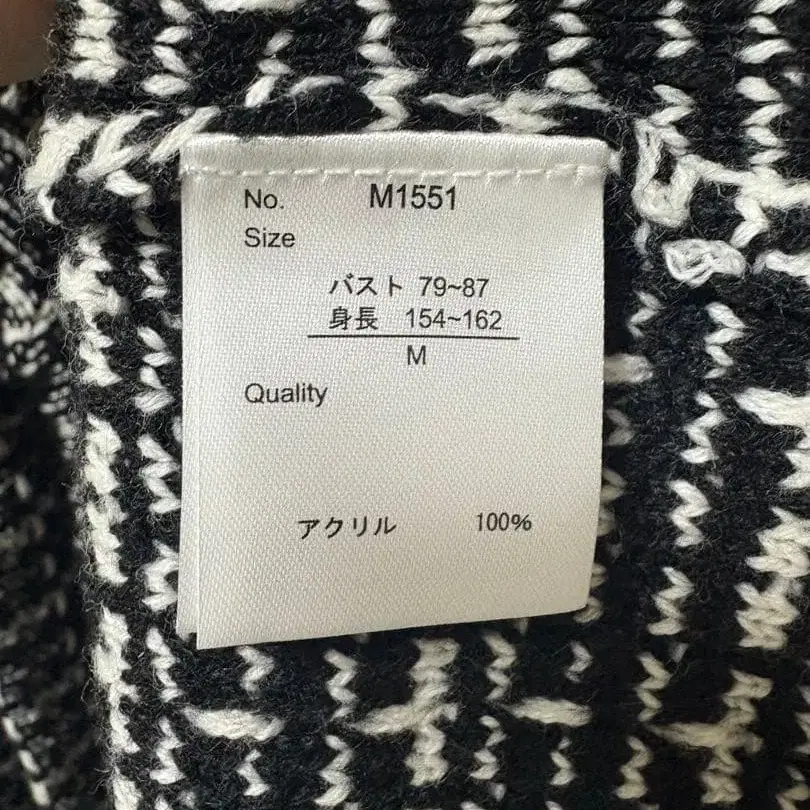 No. M1551
Size
バスト 79~87
身長 154~162
M
Quality
アクリル 100%